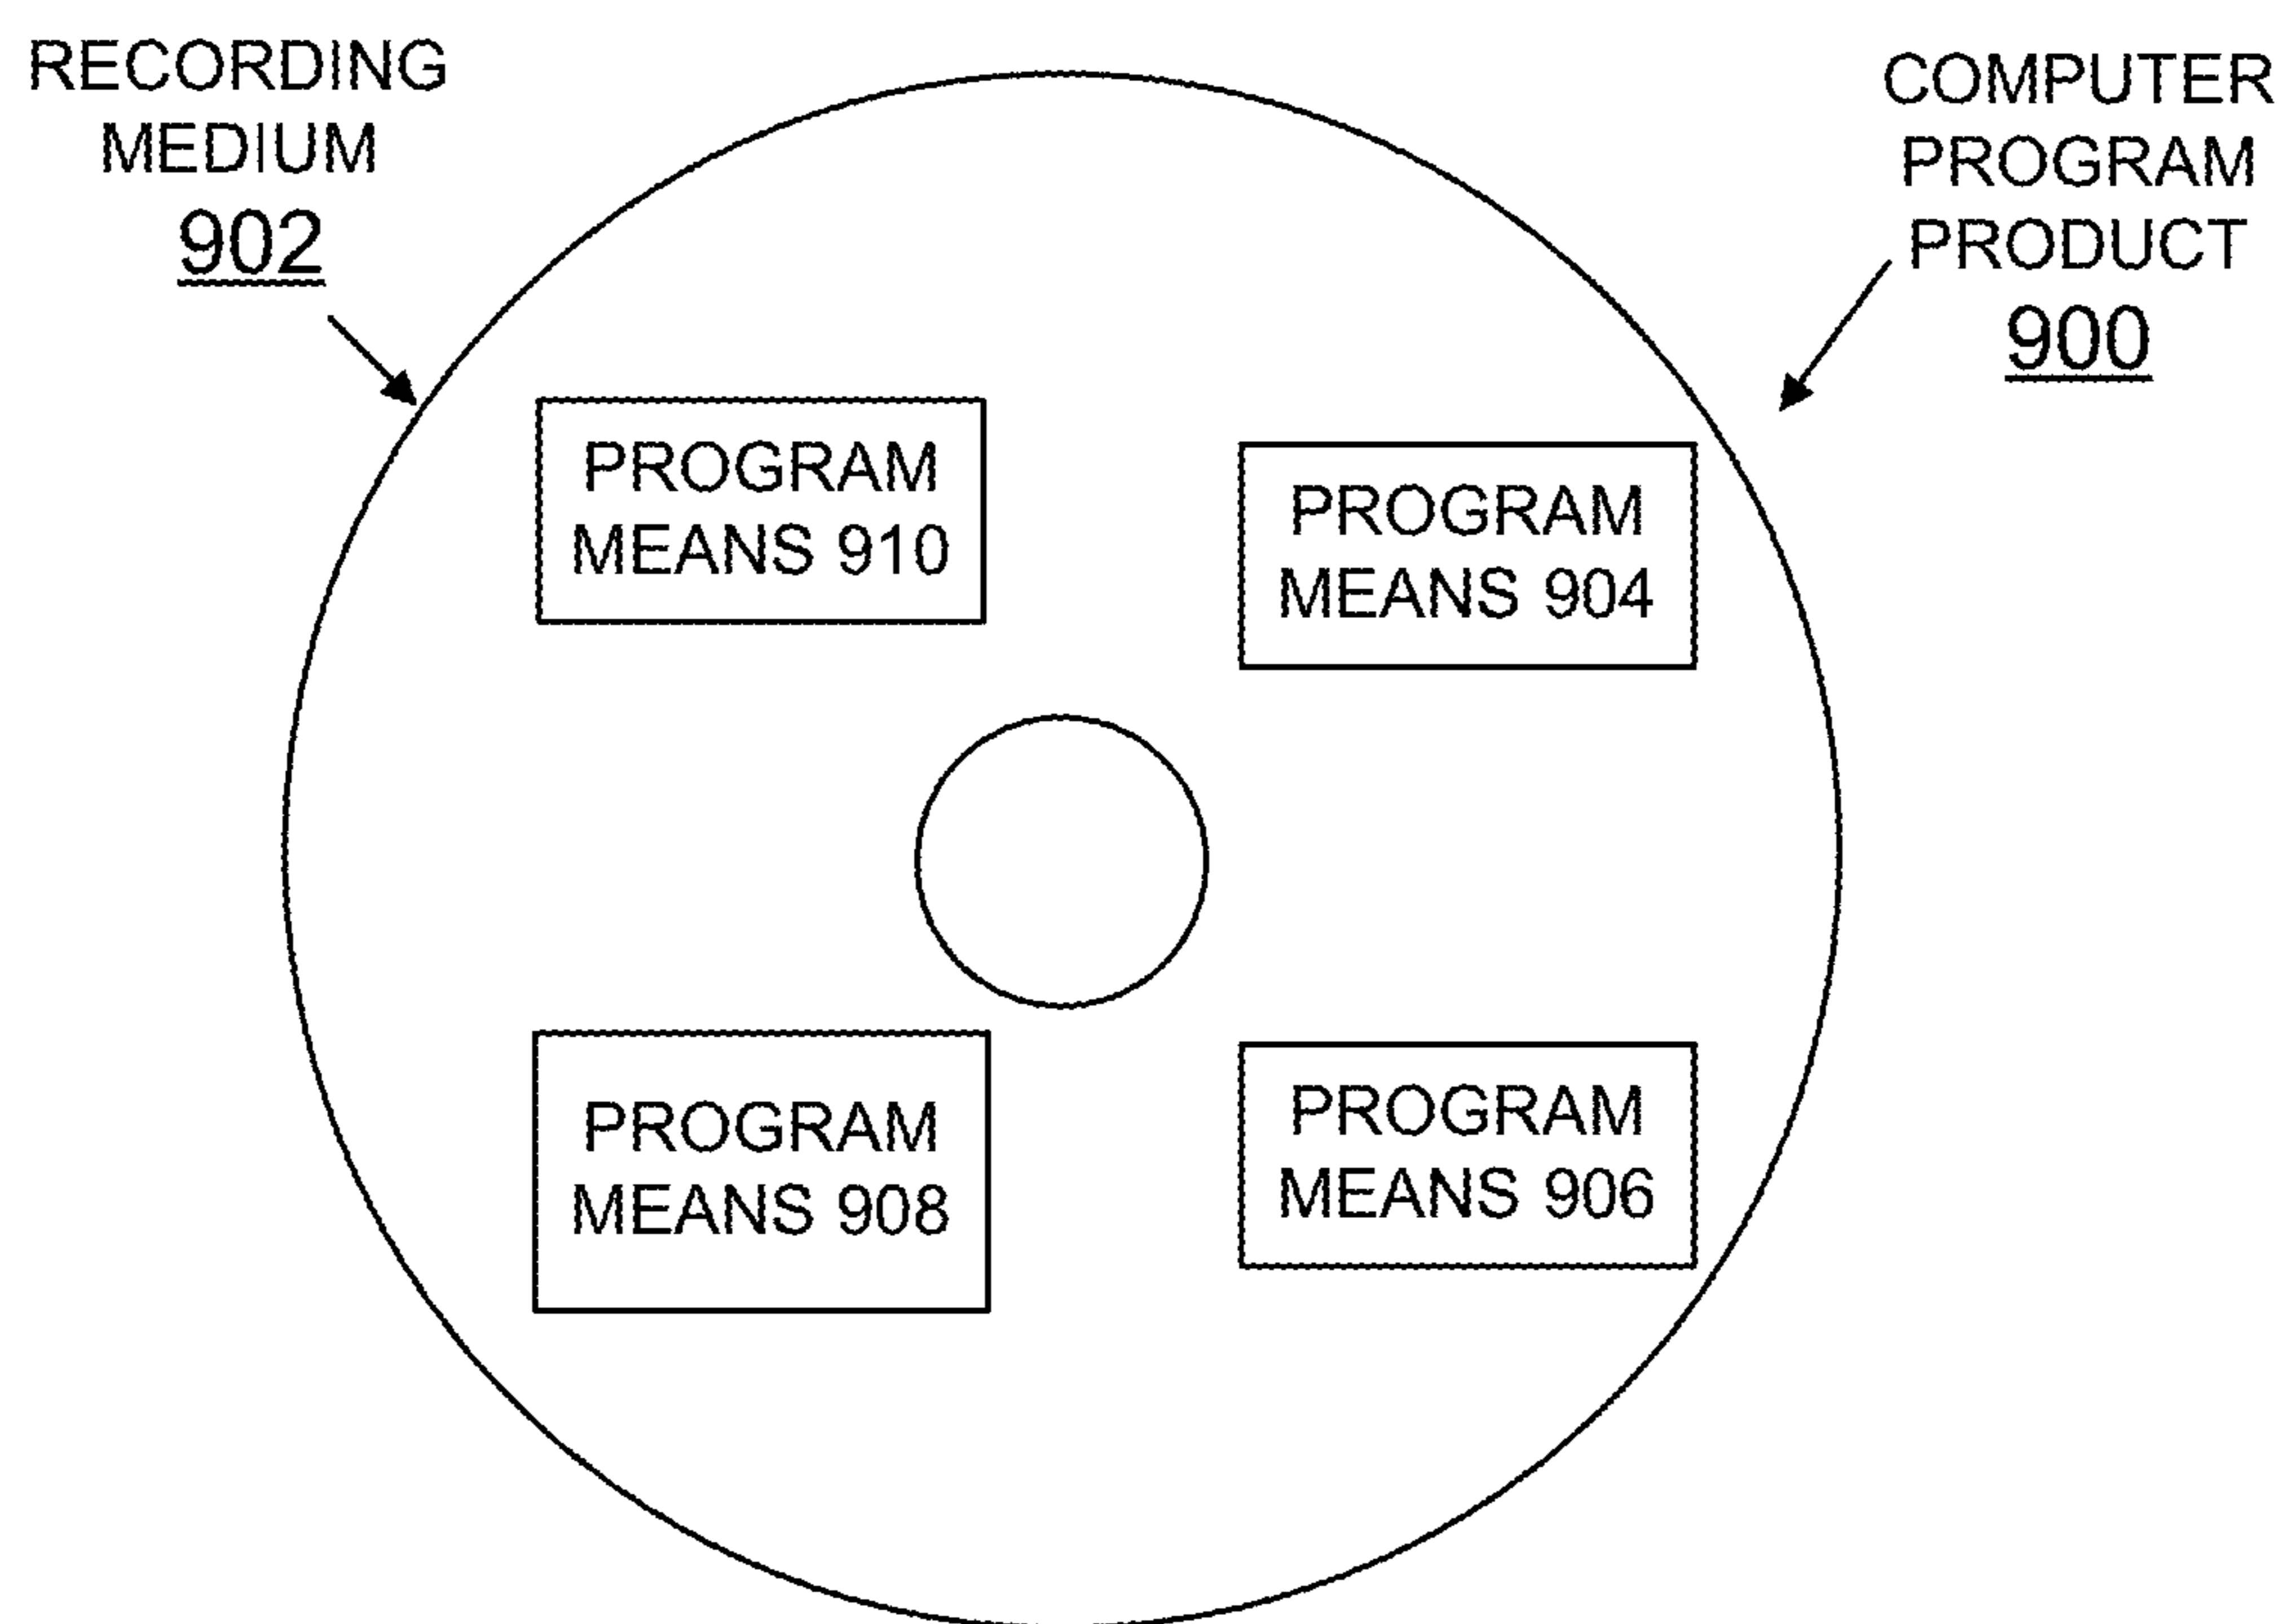 RECORDING
MEDIUM
902
COMPUTER
PROGRAM
PRODUCT
900
PROGRAM
MEANS 910
PROGRAM
MEANS 904
PROGRAM
MEANS 908
PROGRAM
MEANS 906